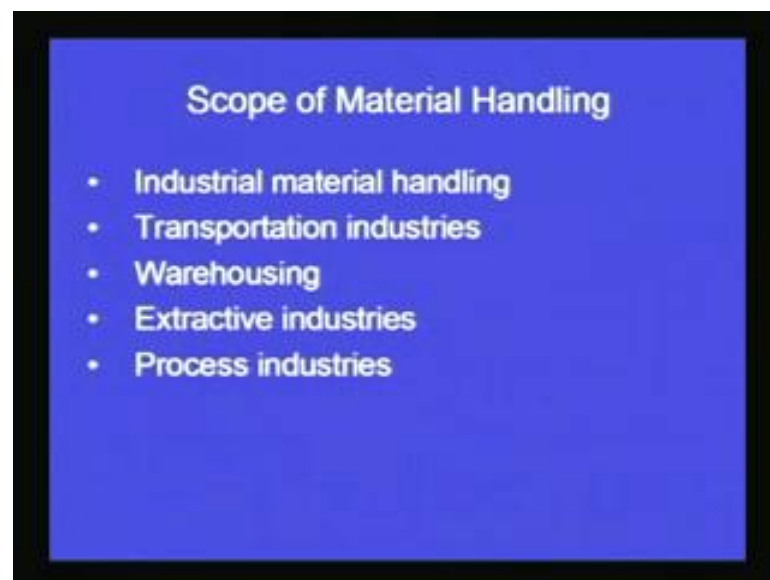 Scope of Material Handling
• Industrial material handling
• Transportation industries
• Warehousing
• Extractive industries
• Process industries